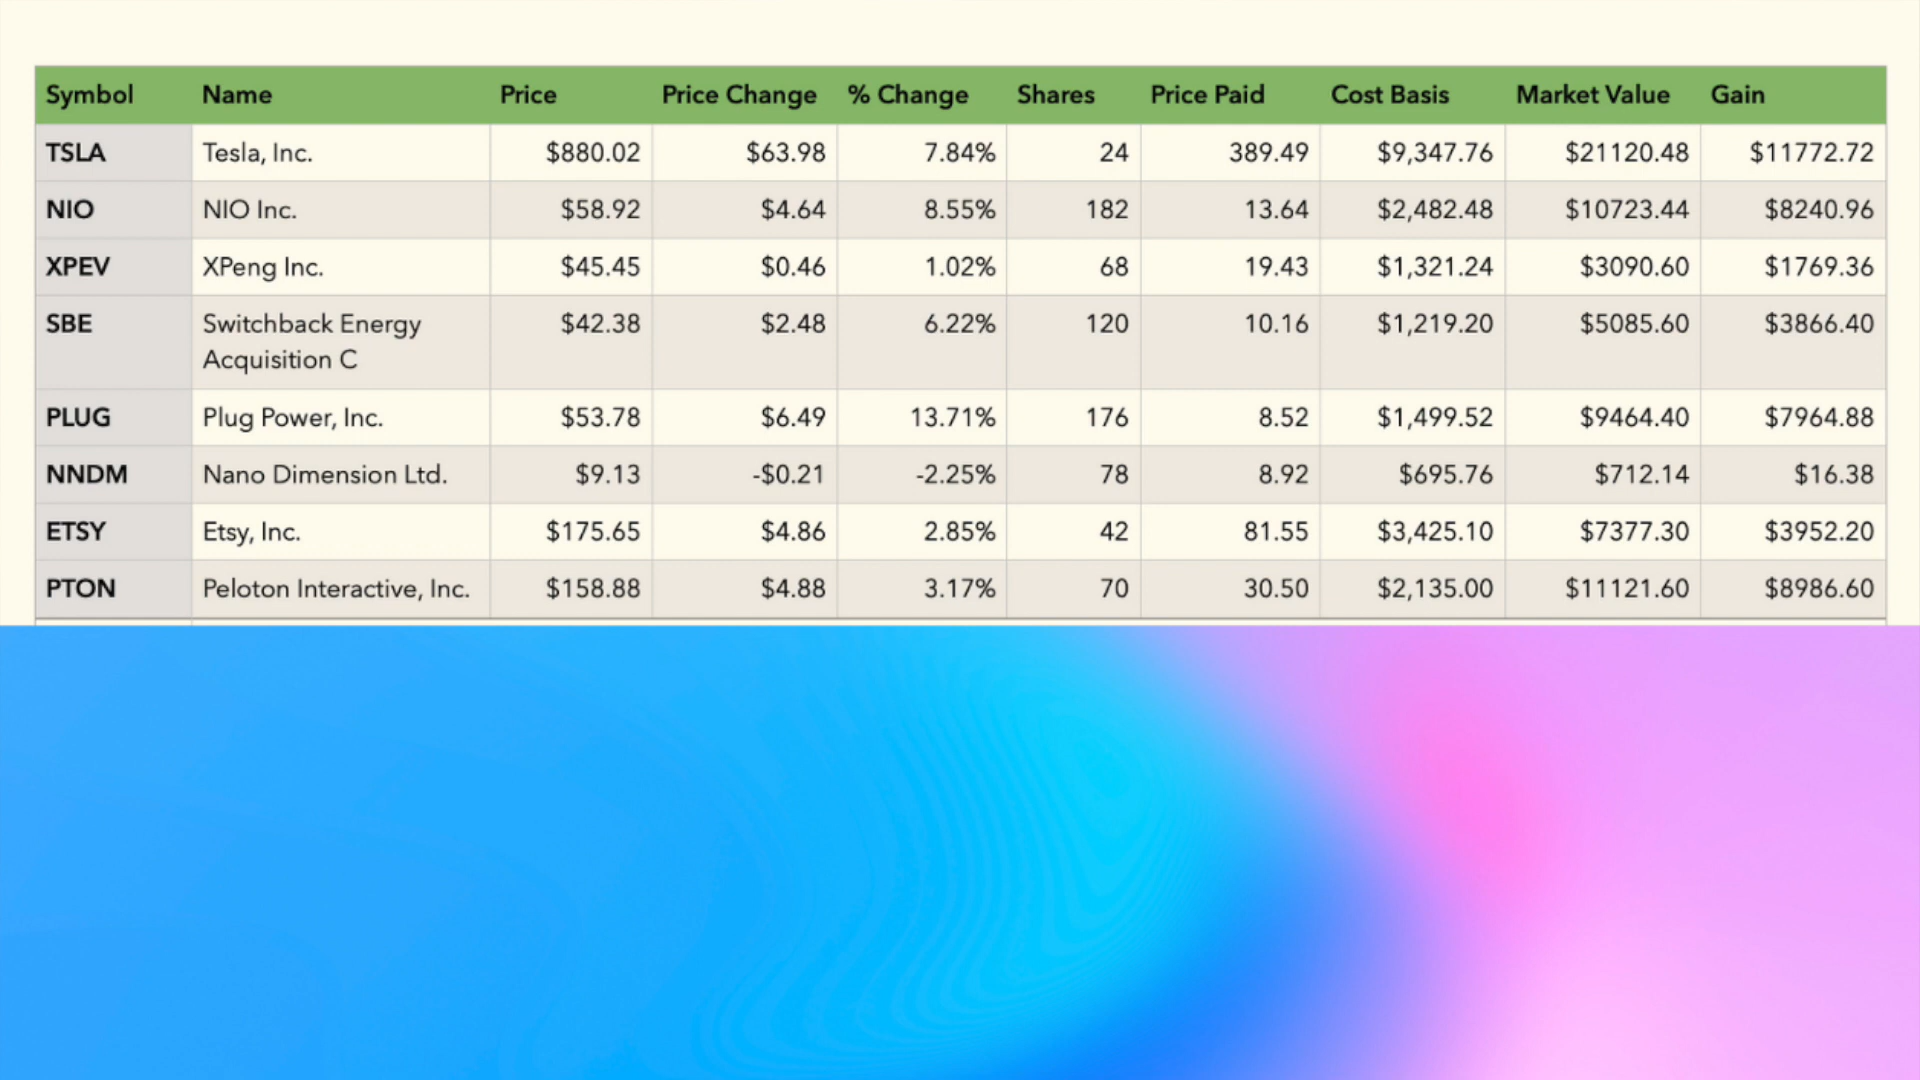 Symbol Name Price Price Change % Change Shares Price Paid Cost Basis Market Value Gain
TSLA Tesla, Inc. $880.02 $63.98 7.84% 24 389.49 $9,347.76 $21120.48 $11772.72
NIO NIO Inc. $58.92 $4.64 8.55% 182 13.64 $2,482.48 $10723.44 $8240.96
XPEV XPeng Inc. $45.45 $0.46 1.02% 68 19.43 $1,321.24 $3090.60 $1769.36
SBE Switchback Energy $42.38 $2.48 6.22% 120 10.16 $1,219.20 $5085.60 $3866.40
Acquisition C
PLUG Plug Power, Inc. $53.78 $6.49 13.71% 176 8.52 $1,499.52 $9464.40 $7964.88
NNDM Nano Dimension Ltd. $9.13 -$0.21 -2.25% 78 8.92 $695.76 $712.14 $16.38
ETSY Etsy, Inc. $175.65 $4.86 2.85% 42 81.55 $3,425.10 $7377.30 $3952.20
PTON Peloton Interactive, Inc. $158.88 $4.88 3.17% 70 30.50 $2,135.00 $11121.60 $8986.60